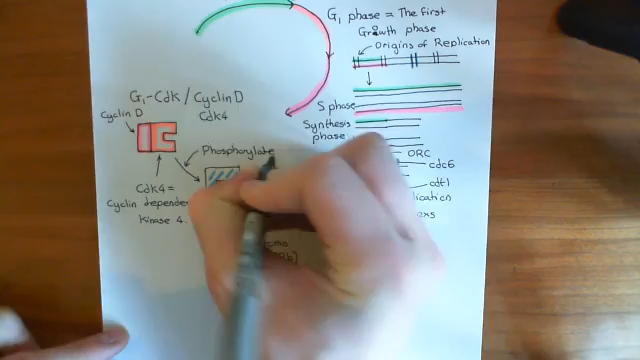 G1 phase = The first
Growth phase
Origins of Replication
G1-Cdk / Cyclin D
Cdk4
Cyclin D
S phase
Synthesis
phase
Phosphorylate
ORC
cdc6
cdt1
Cdk4 =
Cyclin depende
Kinase 4.